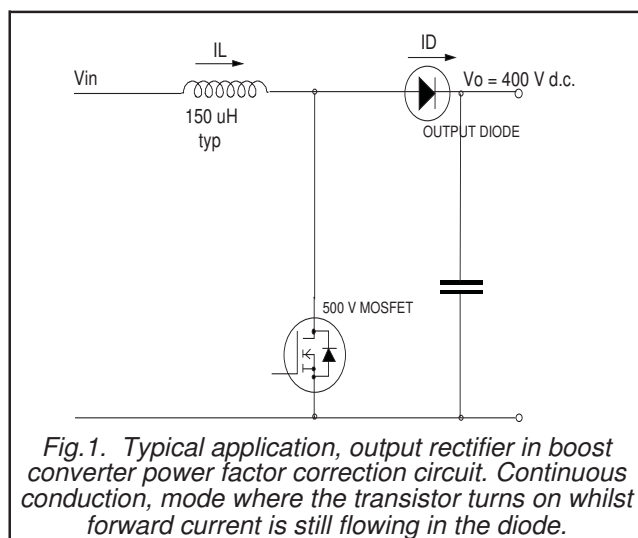 IL
ID
Vin
Vo = 400 V d.c.
150 uH
typ
OUTPUT DIODE
500 V MOSFET
Fig.1. Typical application, output rectifier in boost
converter power factor correction circuit. Continuous
conduction, mode where the transistor turns on whilst
forward current is still flowing in the diode.